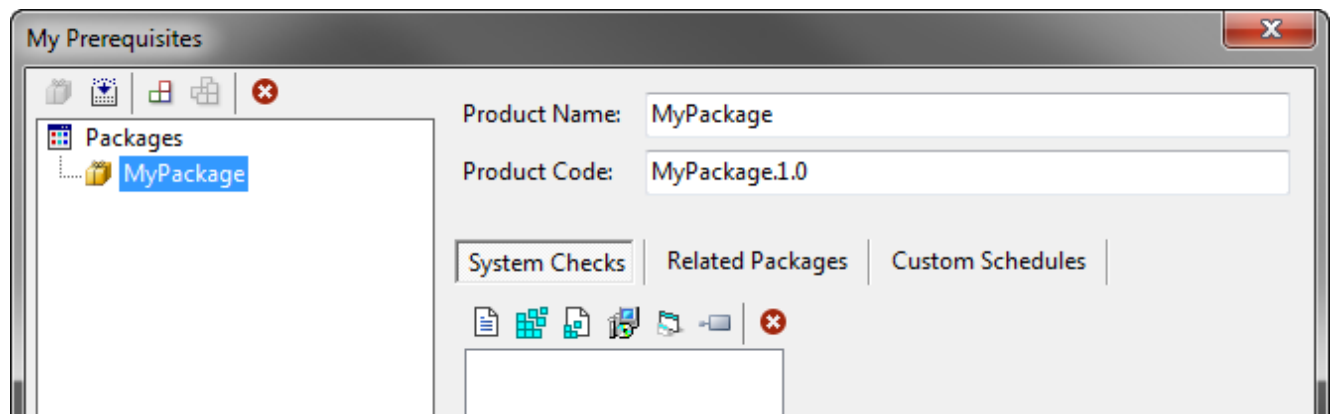 My Prerequisites
Packages
MyPackage
Product Name: MyPackage
Product Code: MyPackage.1.0
System Checks Related Packages Custom Schedules